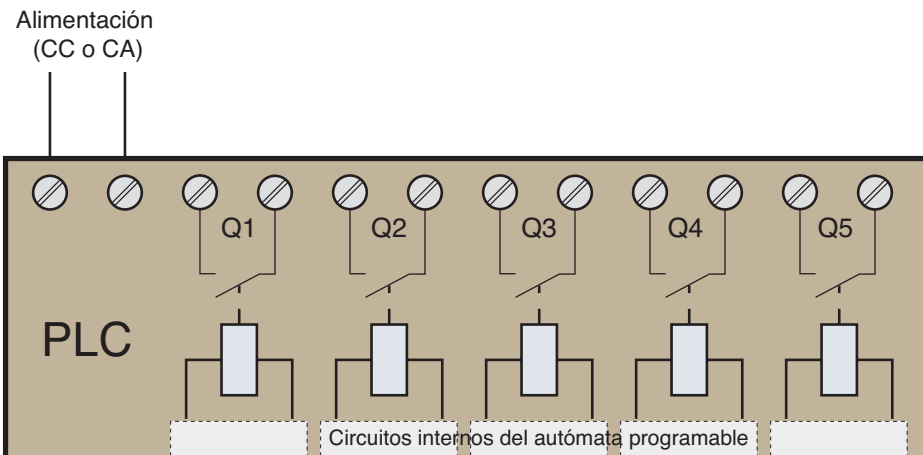 Alimentación
(CC o CA)
Q1 Q2 Q3 Q4 Q5
PLC
Circuitos internos del autómata programable